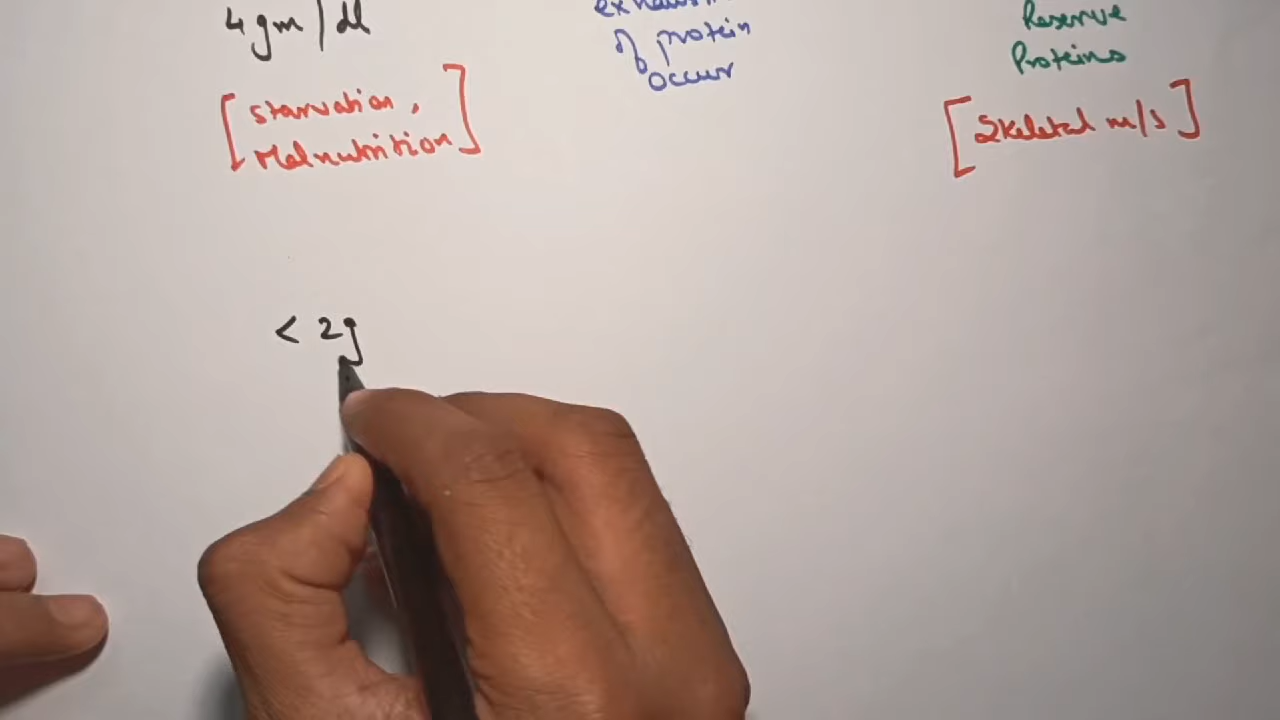 4 gm/dl
[starvation,
Malnutrition]
of protein
occur
Reserve
Proteins
[Skeletal m/s]
< 2g